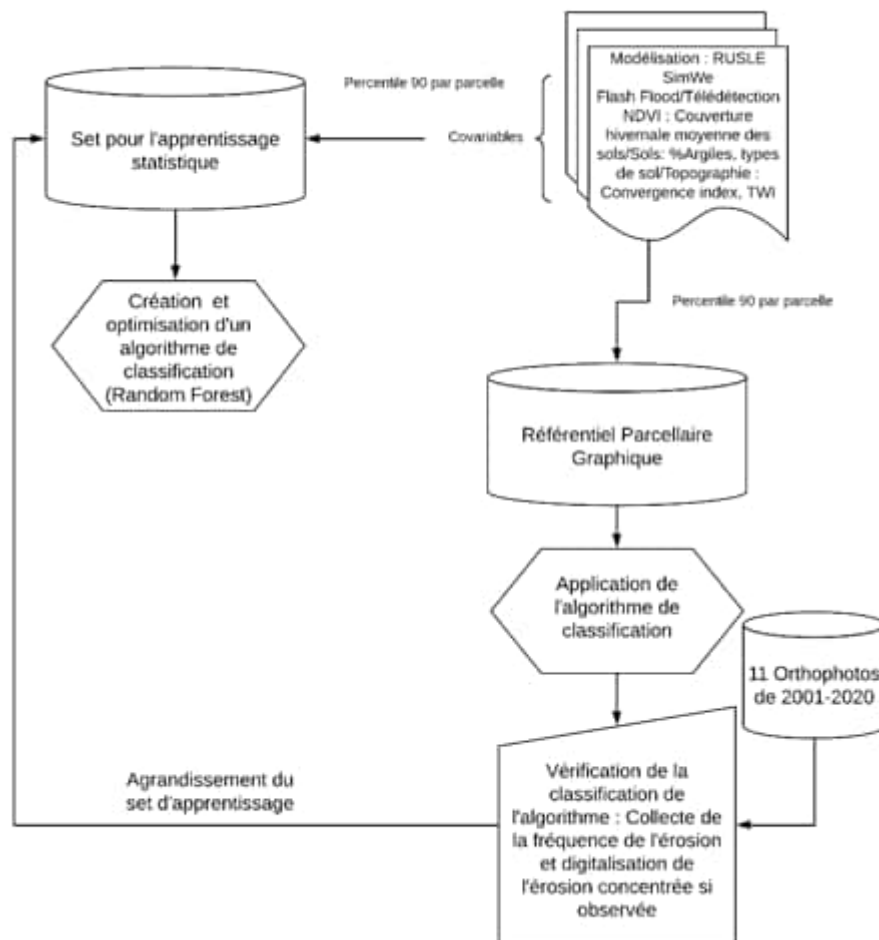 Modélisation : RUSLE
SimWe
Flash Flood/Télédétection
NDVI : Couverture
hivernale moyenne des
sols/Sols: %Argiles, types
de sol/Topographie :
Convergence index, TWI
Percentile 90 par parcelle
Covariables
Set pour l'apprentissage
statistique
Création et
optimisation d'un
algorithme de
classification
(Random Forest)
Percentile 90 par parcelle
Référentiel Parcellaire
Graphique
Application de
l'algorithme de
classification
11 Orthophotos
de 2001-2020
Vérification de la
classification de
l'algorithme : Collecte de
la fréquence de l'érosion
et digitalisation de
l'érosion concentrée si
observée
Agrandissement du
set d'apprentissage